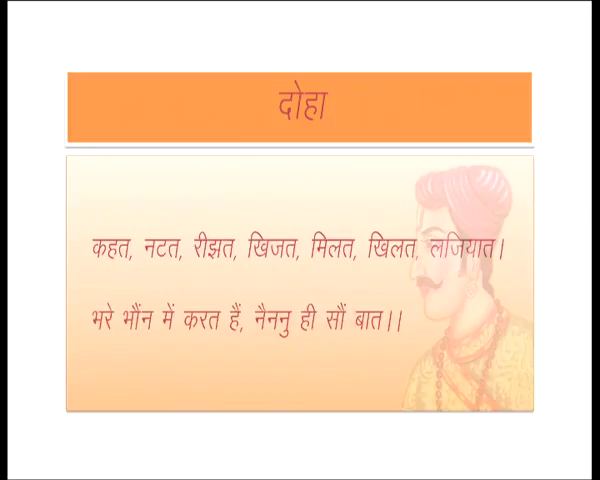 दोहा
कहत, नटत, रीझत, खिजत, मिलत, खिलत, लजियात।
भरे भौंन में करत हैं, नैननु ही सौं बात।।